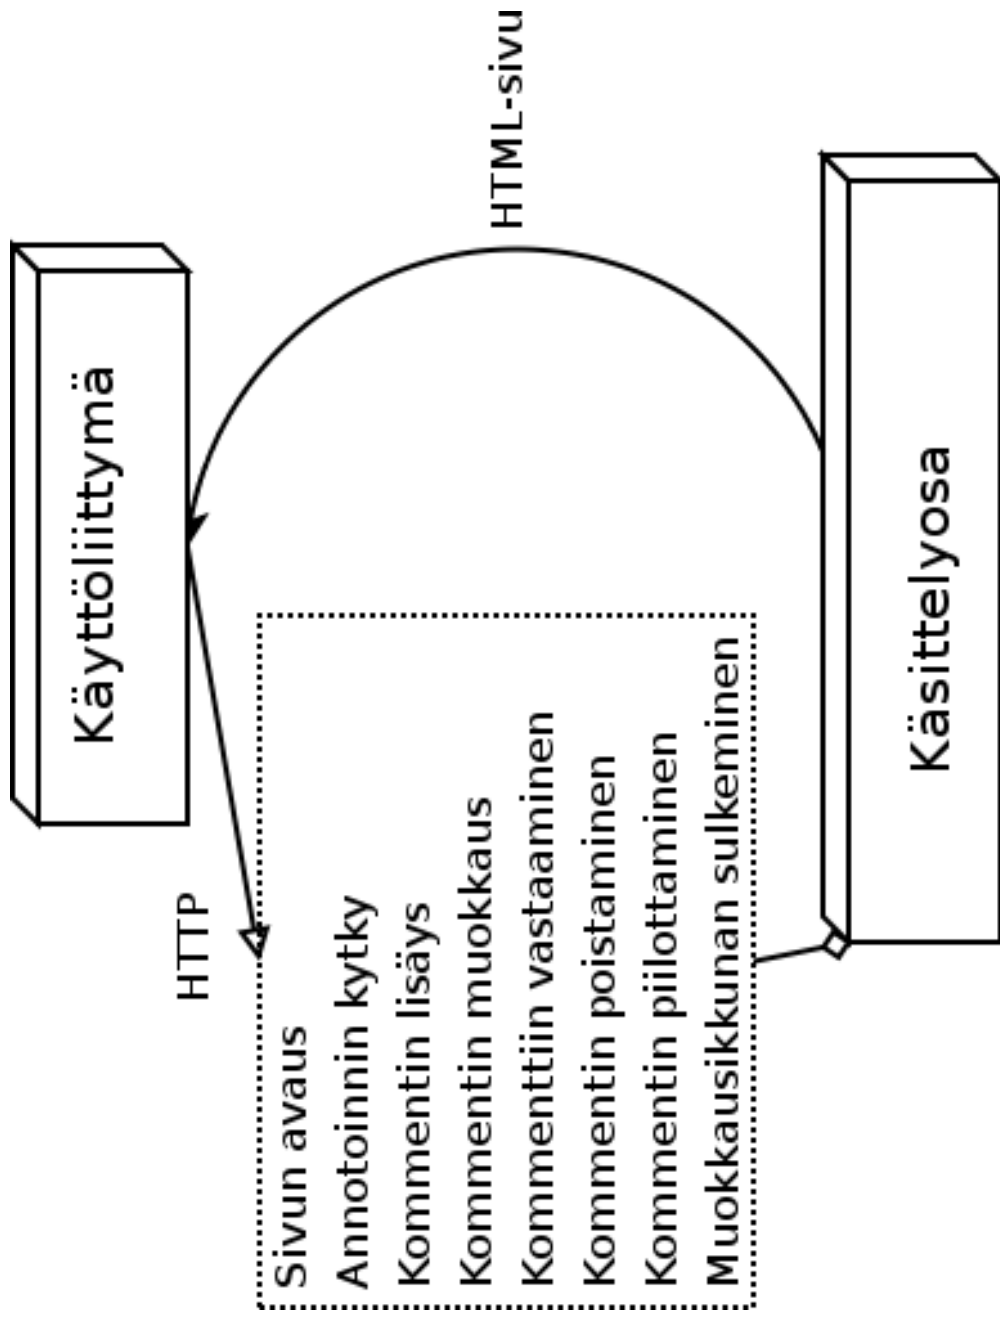 Käyttöliittymä
HTTP
HTML-sivu
Sivun avaus
Annotoinnin kytky
Kommentin lisäys
Kommentin muokkaus
Kommenttiin vastaaminen
Kommentin poistaminen
Kommentin piilottaminen
Muokkausikkunan sulkeminen
Käsittelyosa